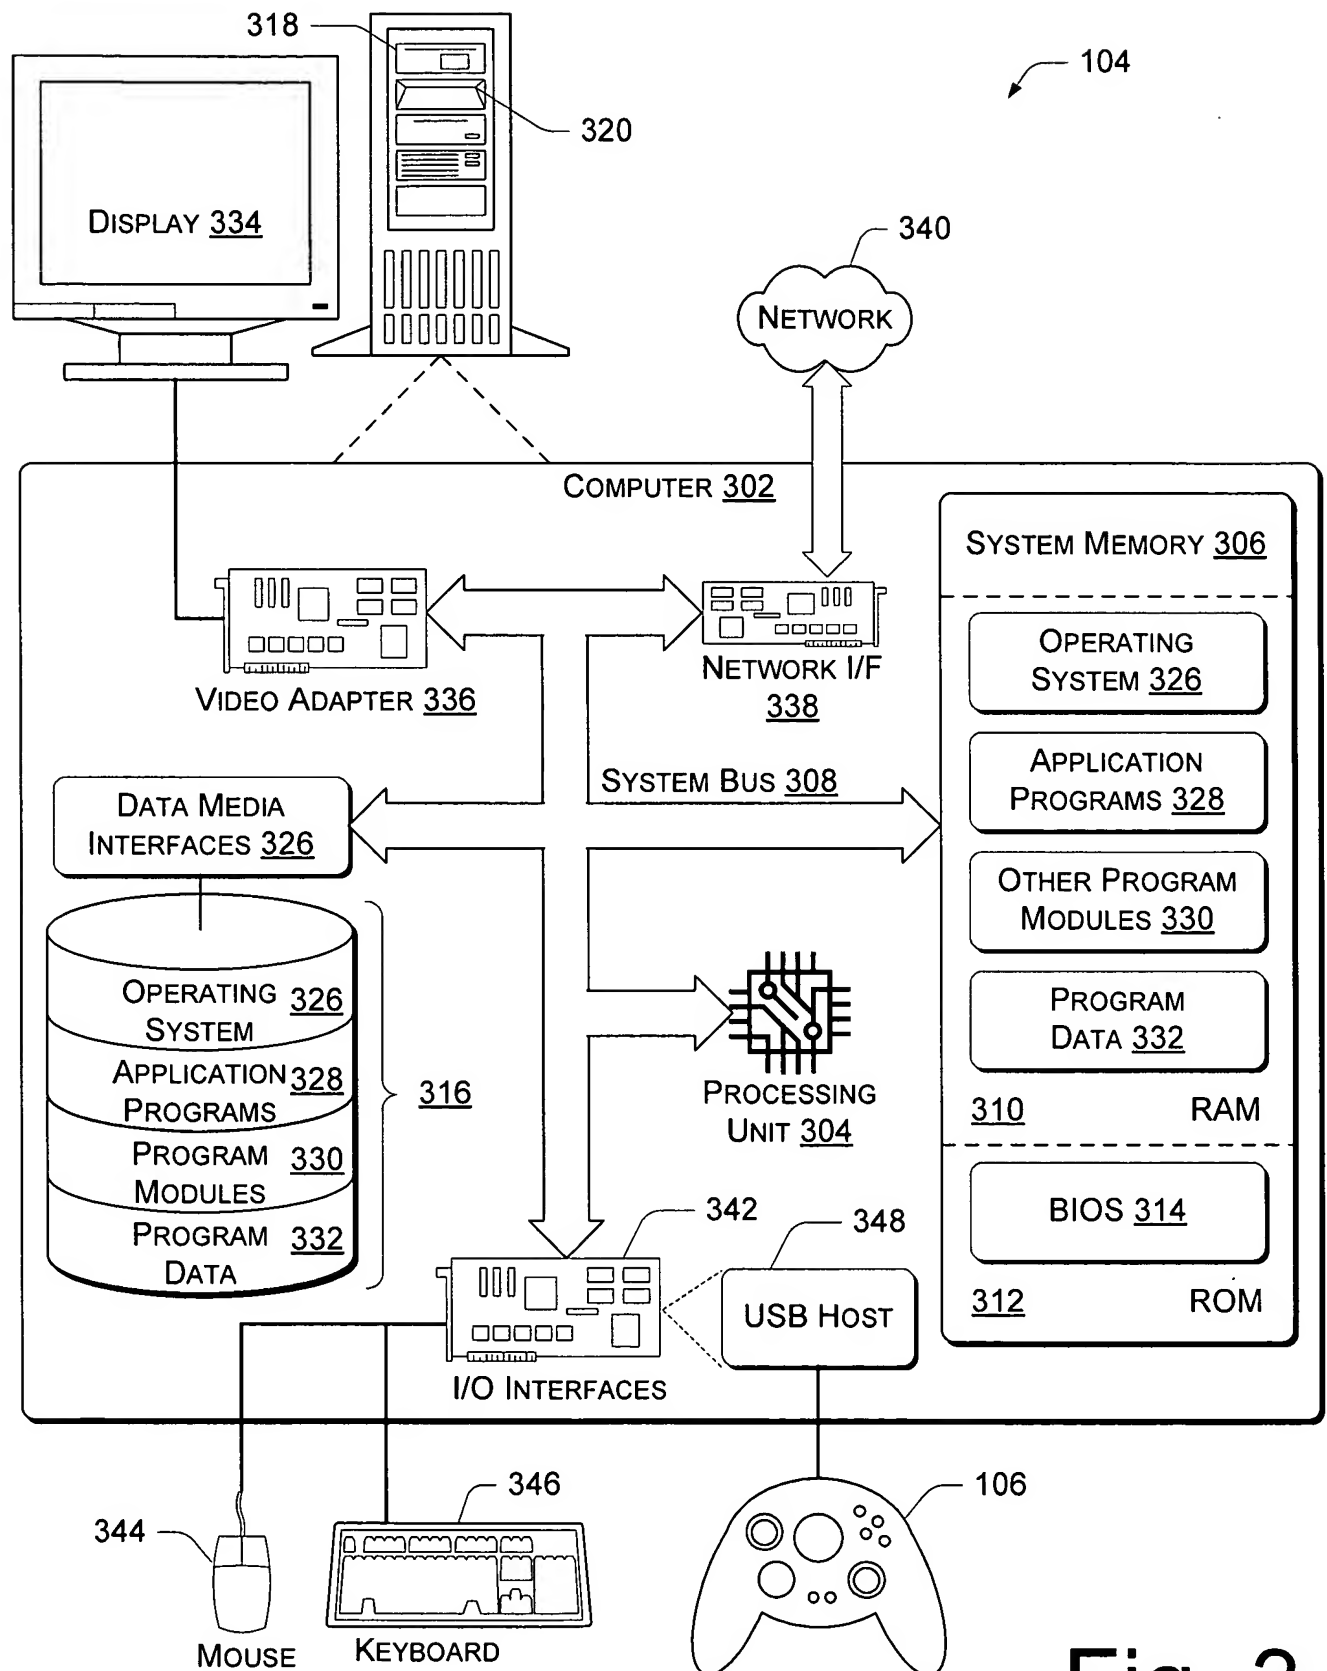 318
104
320
DISPLAY 334
340
NETWORK
COMPUTER 302
SYSTEM MEMORY 306
OPERATING
SYSTEM 326
NETWORK I/F
338
VIDEO ADAPTER 336
APPLICATION
PROGRAMS 328
SYSTEM BUS 308
DATA MEDIA
INTERFACES 326
OTHER PROGRAM
MODULES 330
OPERATING 326
SYSTEM
PROGRAM
DATA 332
APPLICATION 328
PROGRAMS
316
PROCESSING
UNIT 304
310 RAM
PROGRAM 330
MODULES
342
348
BIOS 314
PROGRAM 332
DATA
312 ROM
USB HOST
I/O INTERFACES
346
106
344
MOUSE
KEYBOARD